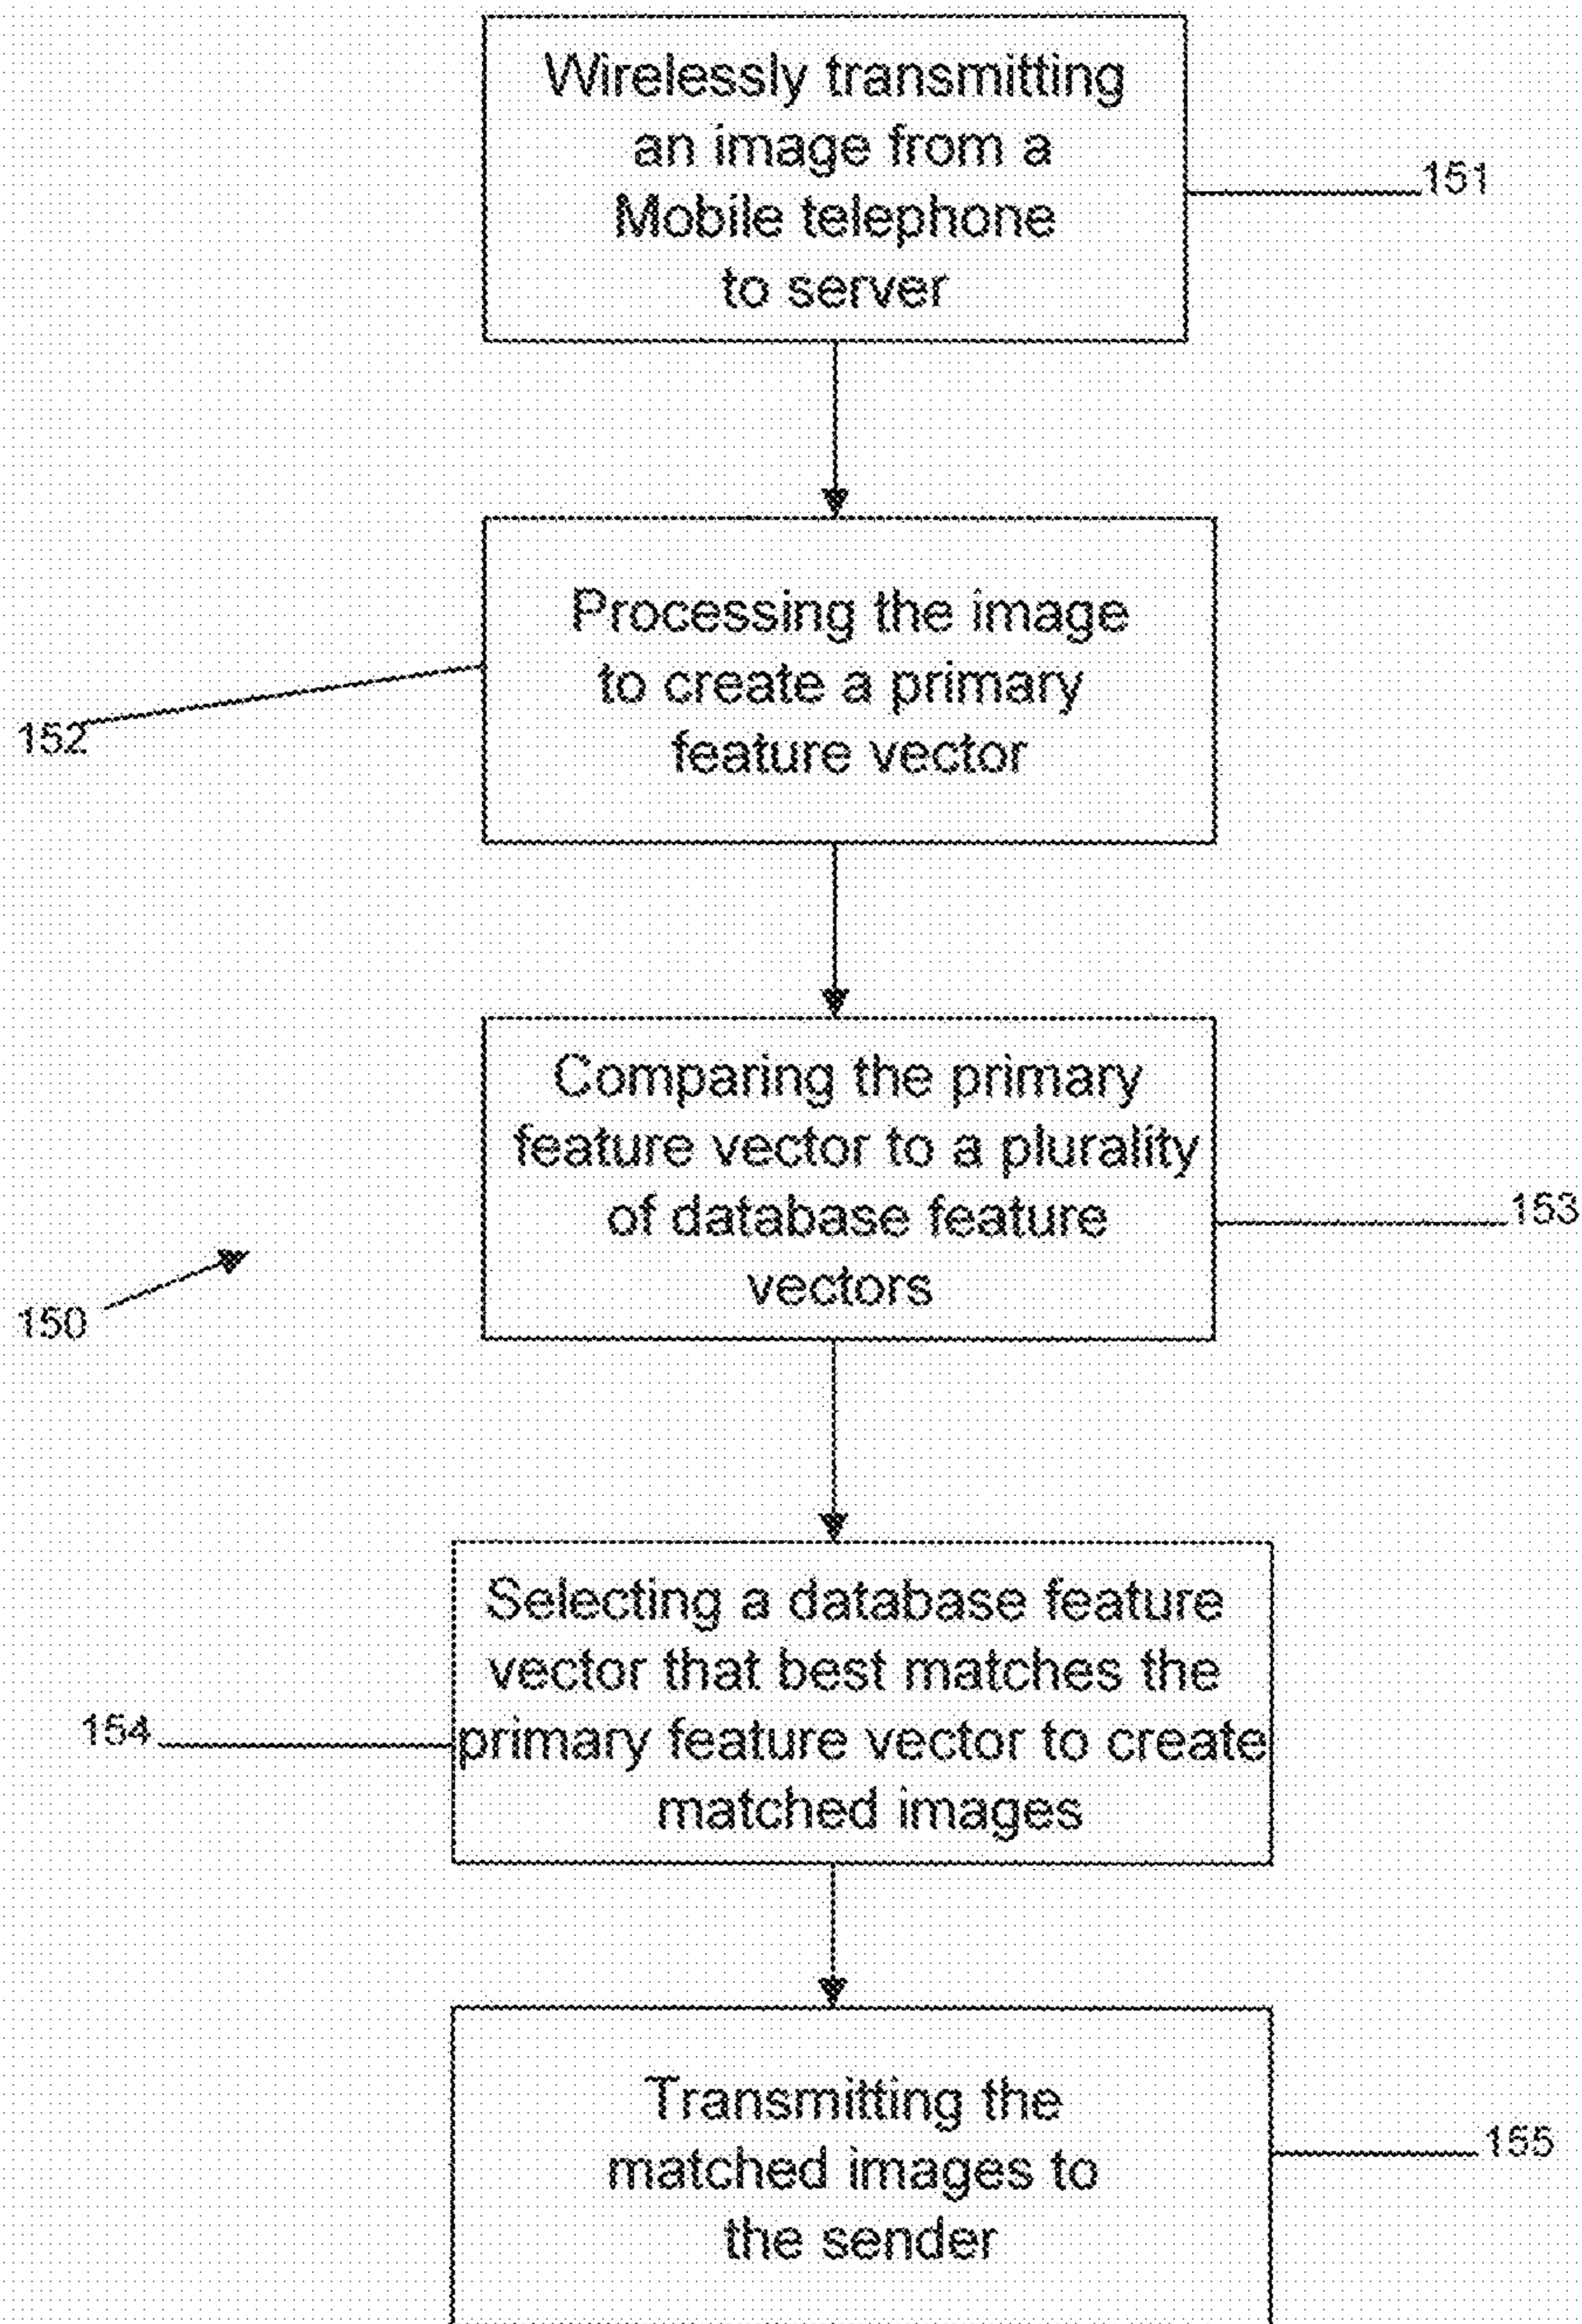 Wirelessly transmitting
an image from a
Mobile telephone
to server
151
Processing the image
to create a primary
feature vector
152
Comparing the primary
feature vector to a plurality
of database feature
vectors
153
150
Selecting a database feature
vector that best matches the
primary feature vector to create
matched images
154
Transmitting the
matched images to
the sender
155